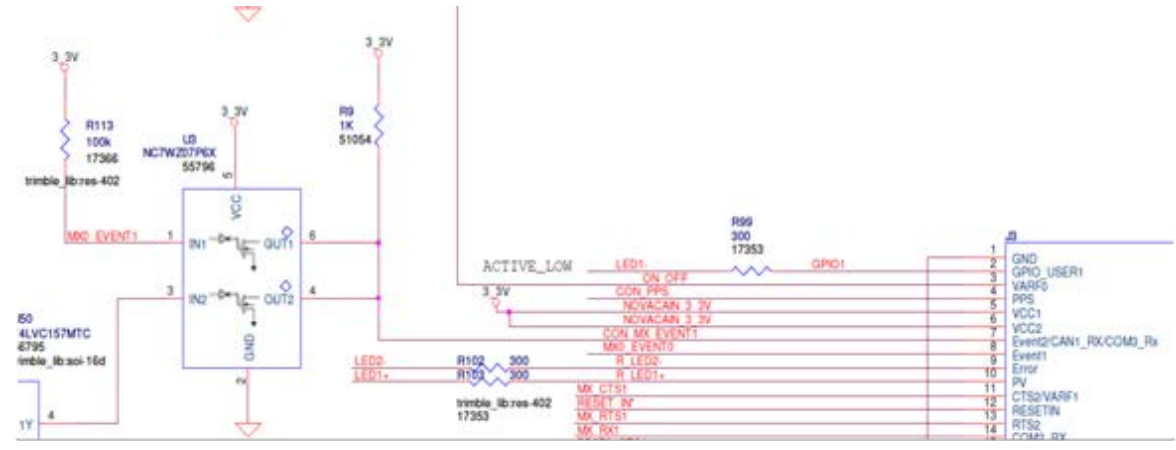 3_3V
R113
100k
17366
trimble_lib:res-402
MX0_EVENT1
3_3V
U3
NC7WZ07P6X
55796
5
VCC
1
IN1
OUT1
6
3
IN2
OUT2
4
GND
2
3_3V
R9
1K
51054
4LVC157MTC
6795
1Y
4
ACTIVE_LOW
LED1-
R99
300
17353
GPIO1
ON_OFF
3_3V
CON_PPS
NOVACAIN_3_3V
NOVACAIN_3_3V
CON_MX_EVENT1
MX0_EVENT0
LED2-
R102
300
R_LED2-
LED1+
R103
300
R_LED1+
trimble_lib:res-402
17353
MX_CTS1
RESET_IN*
MX_RTS1
MX_RX1
J3
1
GND
2
GPIO_USER1
3
VARF0
4
PPS
5
VCC1
6
VCC2
7
Event2/CAN1_RX/COM3_Rx
8
Event1
9
Error
10
PV
11
CTS2/VARF1
12
RESETIN
13
RTS2
14
COM2_RX